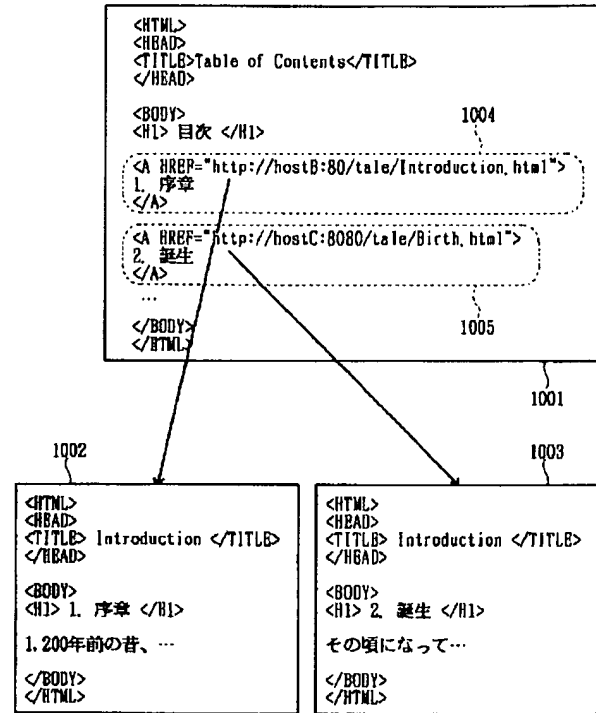 <HTML>
<HEAD>
<TITLE>Table of Contents</TITLE>
</HEAD>
<BODY>
<H1> 目次 </H1>
1004
<A HREF="http://hostB:80/tale/Introduction.html">
1. 序章
</A>
<A HREF="http://hostC:8080/tale/Birth.html">
2. 誕生
</A>
…
</BODY>
</HTML>
1005
1001
1002
<HTML>
<HEAD>
<TITLE> Introduction </TITLE>
</HEAD>
<BODY>
<H1> 1. 序章 </H1>
1.200年前の昔、…
</BODY>
</HTML>
1003
<HTML>
<HEAD>
<TITLE> Introduction </TITLE>
</HEAD>
<BODY>
<H1> 2. 誕生 </H1>
その頃になって…
</BODY>
</HTML>